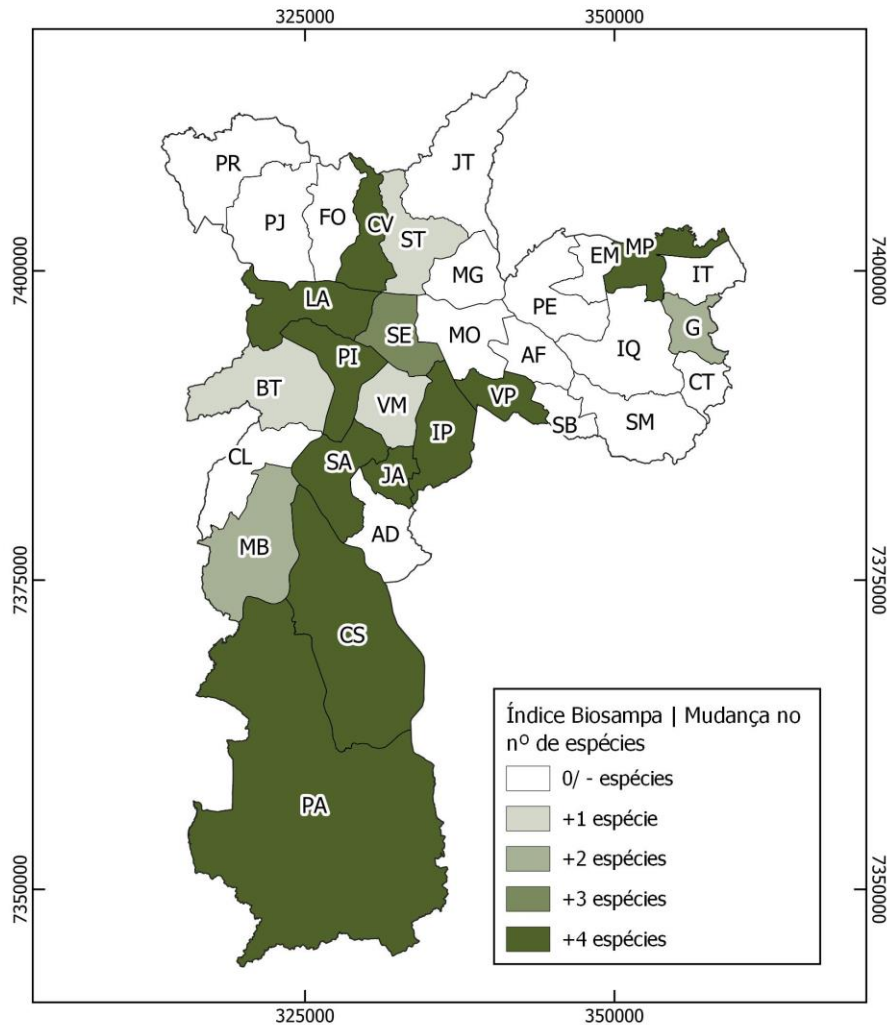 325000
350000
7400000
7400000
7375000
7375000
7350000
7350000
PR
JT
PJ
FO
CV
ST
EM
MP
MG
IT
LA
PE
G
SE
MO
IQ
PI
AF
CT
BT
VM
VP
IP
SB
SM
CL
SA
JA
AD
MB
CS
PA
Índice Biosampa | Mudança no
nº de espécies
0/ - espécies
+1 espécie
+2 espécies
+3 espécies
+4 espécies
325000
350000